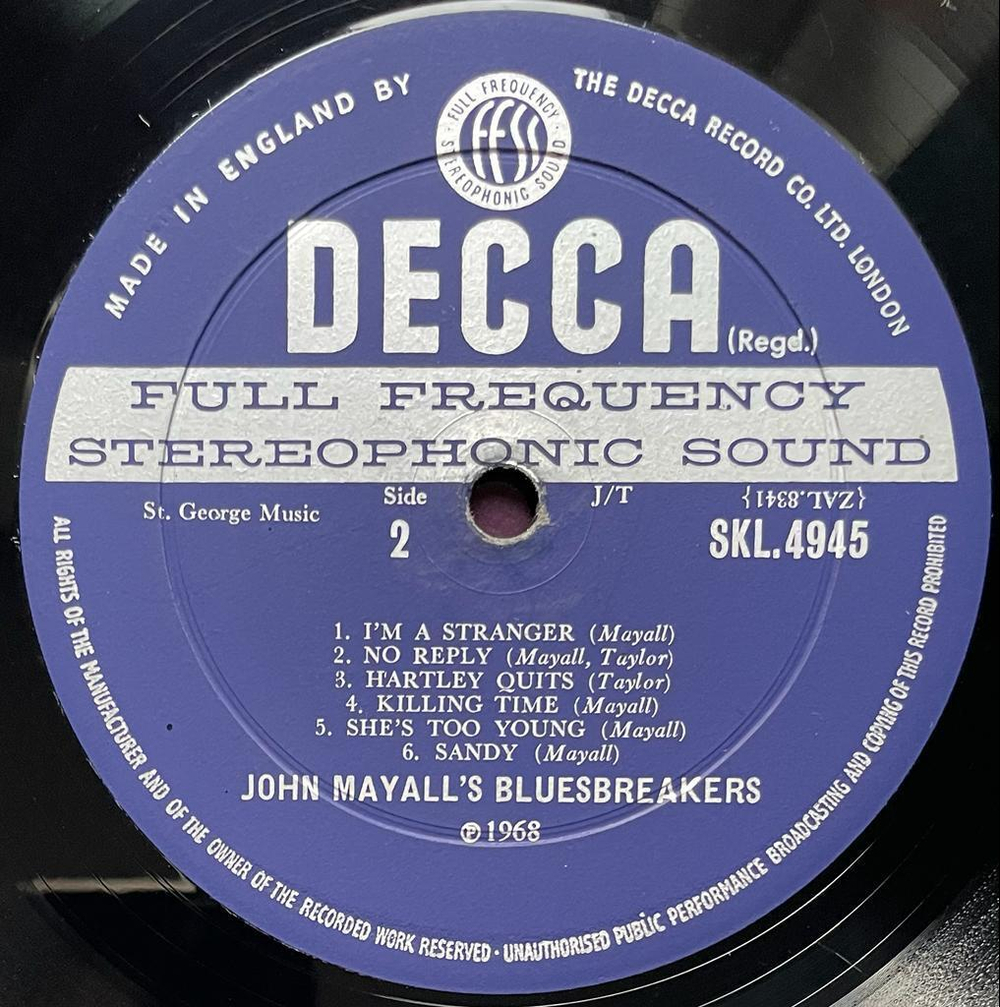 MADE IN ENGLAND BY
THE DECCA RECORD CO. LTD. LONDON
FULL FREQUENCY
STEREOPHONIC SOUND
FFSS
DECCA
(Regd.)
FULL FREQUENCY
STEREOPHONIC SOUND
St. George Music
Side
2
J/T
{ZAL.8341}
SKL.4945
1. I'M A STRANGER (Mayall)
2. NO REPLY (Mayall, Taylor)
3. HARTLEY QUITS (Taylor)
4. KILLING TIME (Mayall)
5. SHE'S TOO YOUNG (Mayall)
6. SANDY (Mayall)
JOHN MAYALL'S BLUESBREAKERS
℗1968
ALL RIGHTS OF THE MANUFACTURER AND OF THE OWNER OF THE RECORDED WORK RESERVED · UNAUTHORISED PUBLIC PERFORMANCE BROADCASTING AND COPYING OF THIS RECORD PROHIBITED